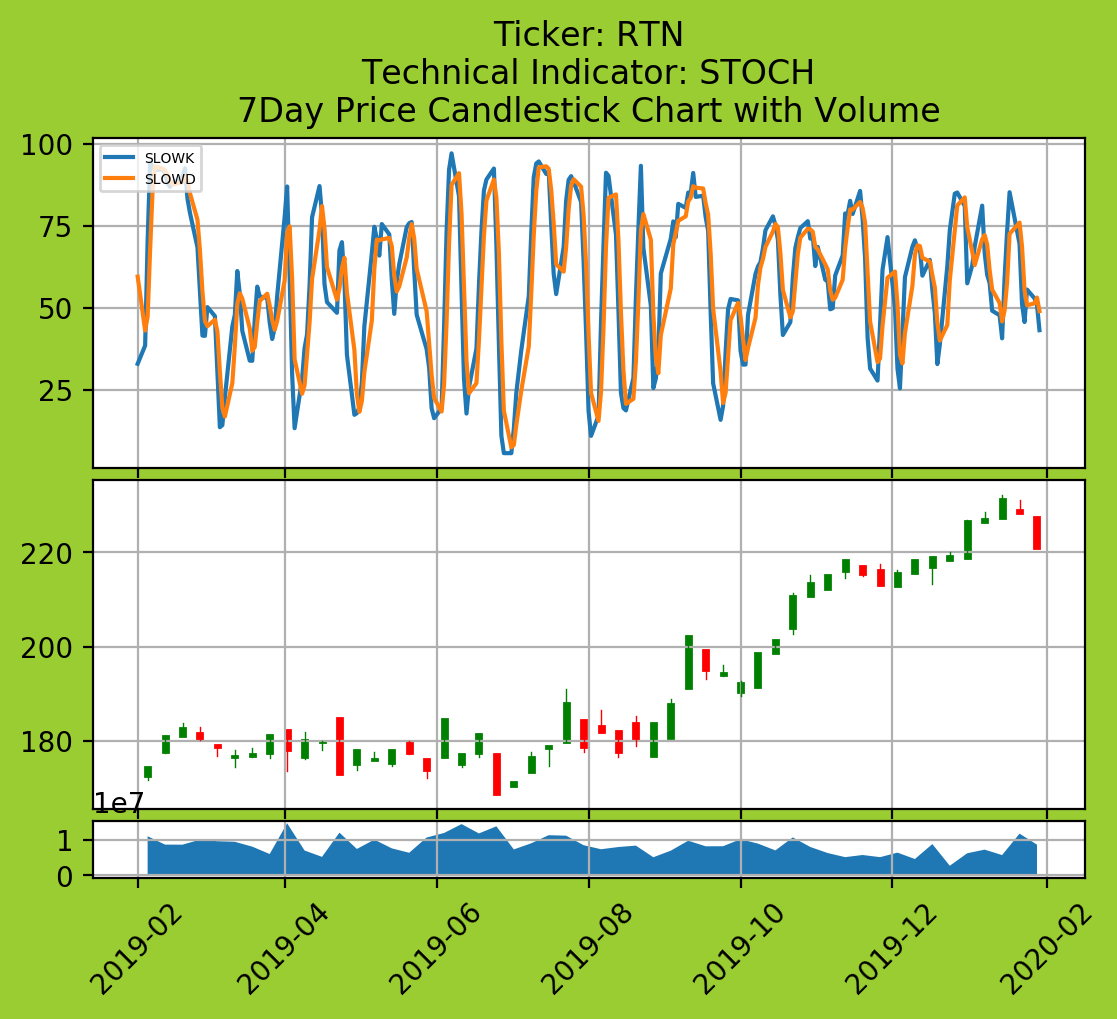 Ticker: RTN
Technical Indicator: STOCH
7Day Price Candlestick Chart with Volume
100
75
50
25
SLOWK
SLOWD
220
200
180
1e7
1
0
2019-02
2019-04
2019-06
2019-08
2019-10
2019-12
2020-02